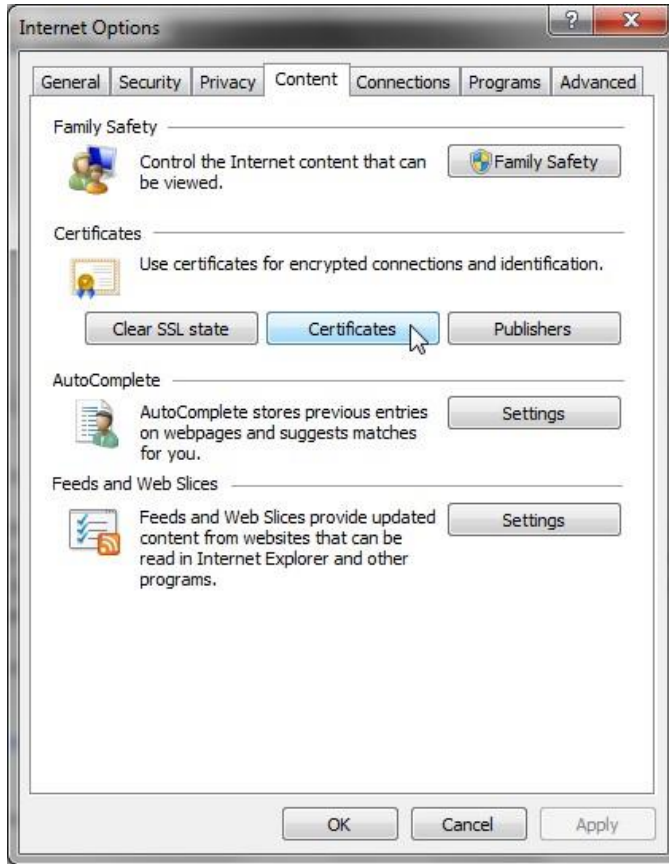 Internet Options
?
X
General Security Privacy Content Connections Programs Advanced
Family Safety
Control the Internet content that can
be viewed.
Family Safety
Certificates
Use certificates for encrypted connections and identification.
Clear SSL state Certificates Publishers
AutoComplete
AutoComplete stores previous entries
on webpages and suggests matches
for you.
Settings
Feeds and Web Slices
Feeds and Web Slices provide updated
content from websites that can be
read in Internet Explorer and other
programs.
Settings
OK Cancel Apply